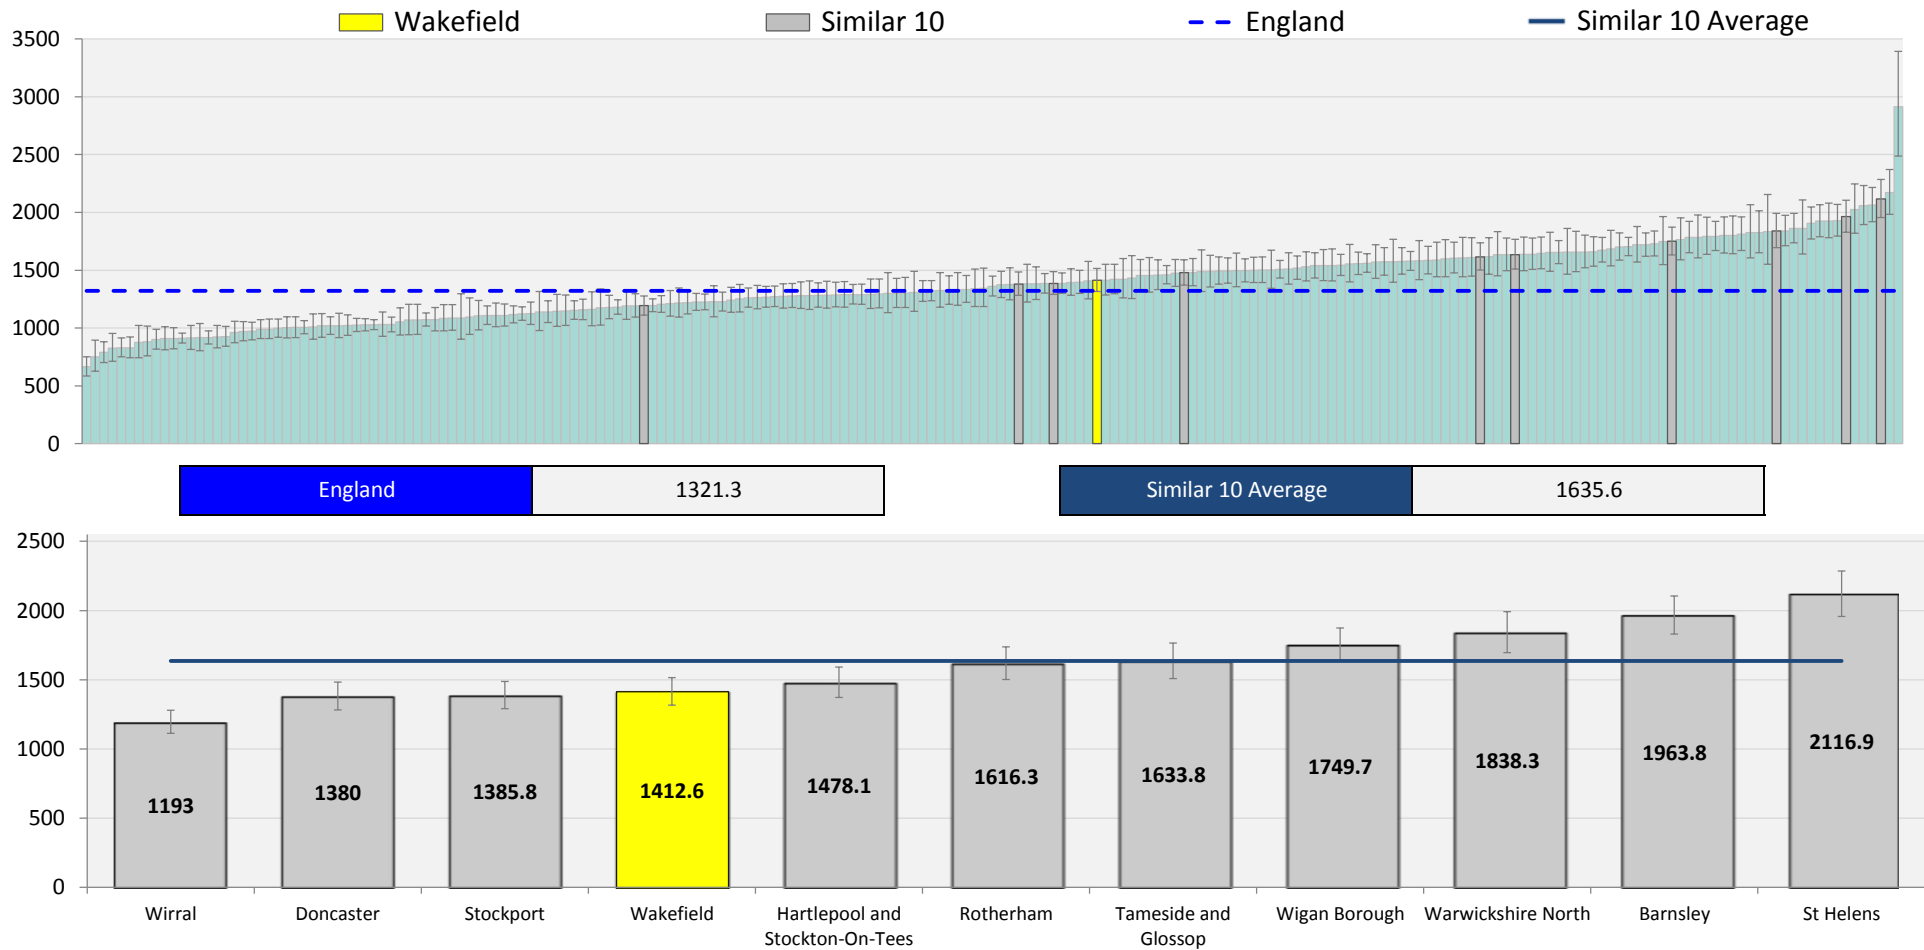 Wakefield Similar 10 England Similar 10 Average
3500
3000
2500
2000
1500
1000
500
0
England 1321.3 Similar 10 Average 1635.6
2500
2000
1500
1000
500
0
1193 1380 1385.8 1412.6 1478.1 1616.3 1633.8 1749.7 1838.3 1963.8 2116.9
Wirral Doncaster Stockport Wakefield Hartlepool and Rotherham Tameside and Wigan Borough Warwickshire North Barnsley St Helens
Stockton-On-Tees Glossop